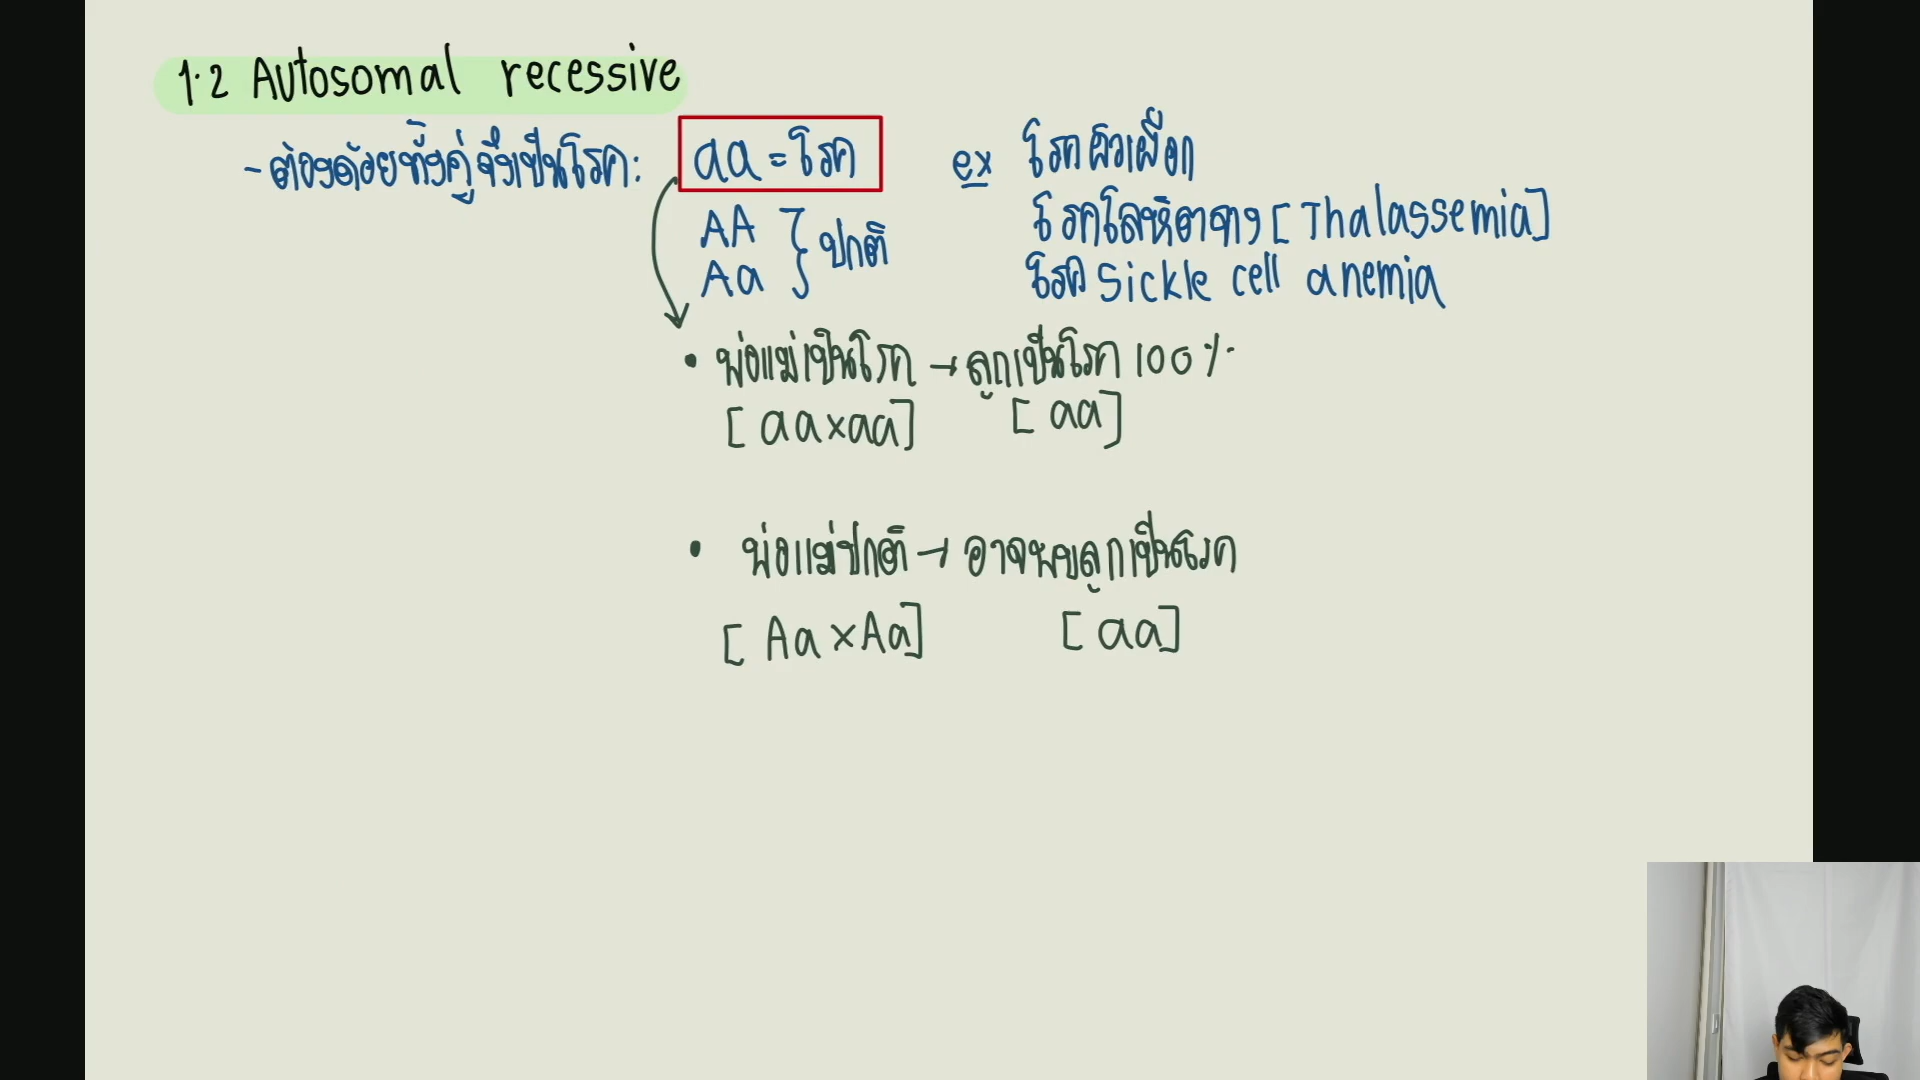 1.2 Autosomal recessive
- ต้องด้อยทั้งคู่จึงเป็นโรค: aa = โรค
AA
Aa } ปกติ
ex โรคผิวเผือก
โรคโลหิตจาง [Thalassemia]
โรค Sickle cell anemia
• พ่อแม่เป็นโรค → ลูกเป็นโรค 100%
[aa×aa] [aa]
• พ่อแม่ปกติ → อาจพบลูกเป็นโรค
[Aa×Aa] [aa]